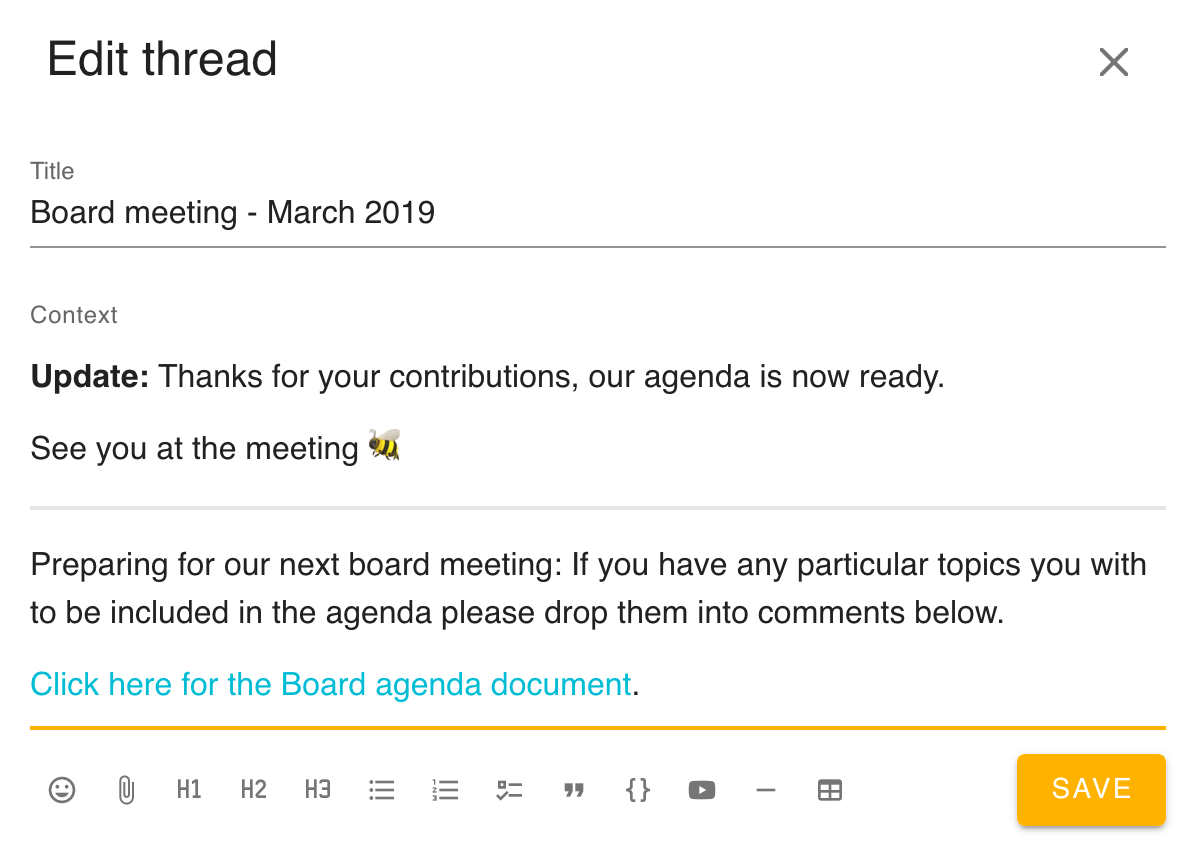 Edit thread
Title
Board meeting - March 2019
Context
Update: Thanks for your contributions, our agenda is now ready.
See you at the meeting 🐝
Preparing for our next board meeting: If you have any particular topics you with
to be included in the agenda please drop them into comments below.
Click here for the Board agenda document.
H1 H2 H3 SAVE